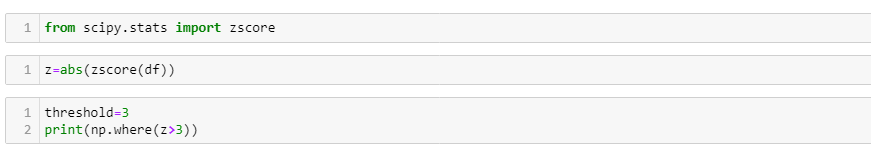 1 from scipy.stats import zscore
1 z=abs(zscore(df))
1 threshold=3
2 print(np.where(z>3))